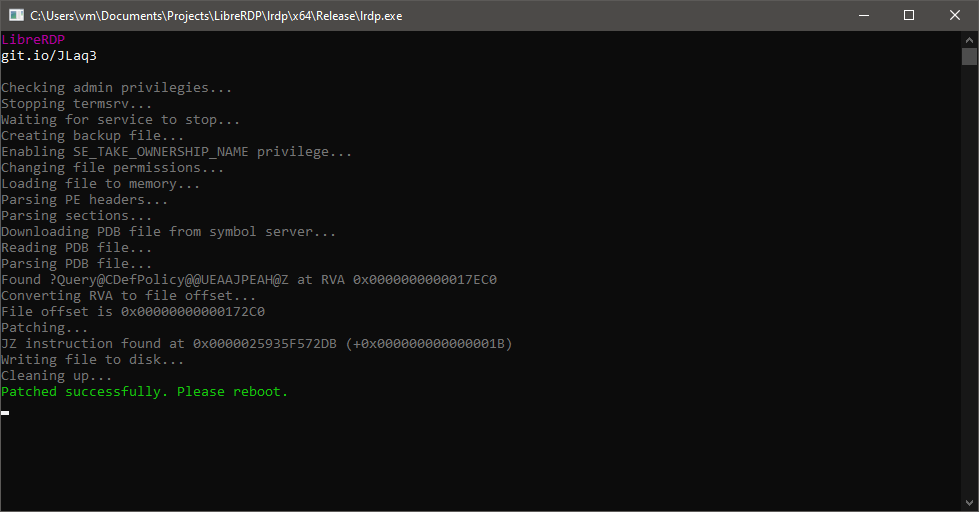 C:\Users\vm\Documents\Projects\LibreRDP\lrdp\x64\Release\lrdp.exe
LibreRDP
git.io/JLaq3
Checking admin privilegies...
Stopping termsrv...
Waiting for service to stop...
Creating backup file...
Enabling SE_TAKE_OWNERSHIP_NAME privilege...
Changing file permissions...
Loading file to memory...
Parsing PE headers...
Parsing sections...
Downloading PDB file from symbol server...
Reading PDB file...
Parsing PDB file...
Found ?Query@CDefPolicy@@UEAAJPEAH@Z at RVA 0x0000000000017EC0
Converting RVA to file offset...
File offset is 0x00000000000172C0
Patching...
JZ instruction found at 0x0000025935F572DB (+0x000000000000001B)
Writing file to disk...
Cleaning up...
Patched successfully. Please reboot.